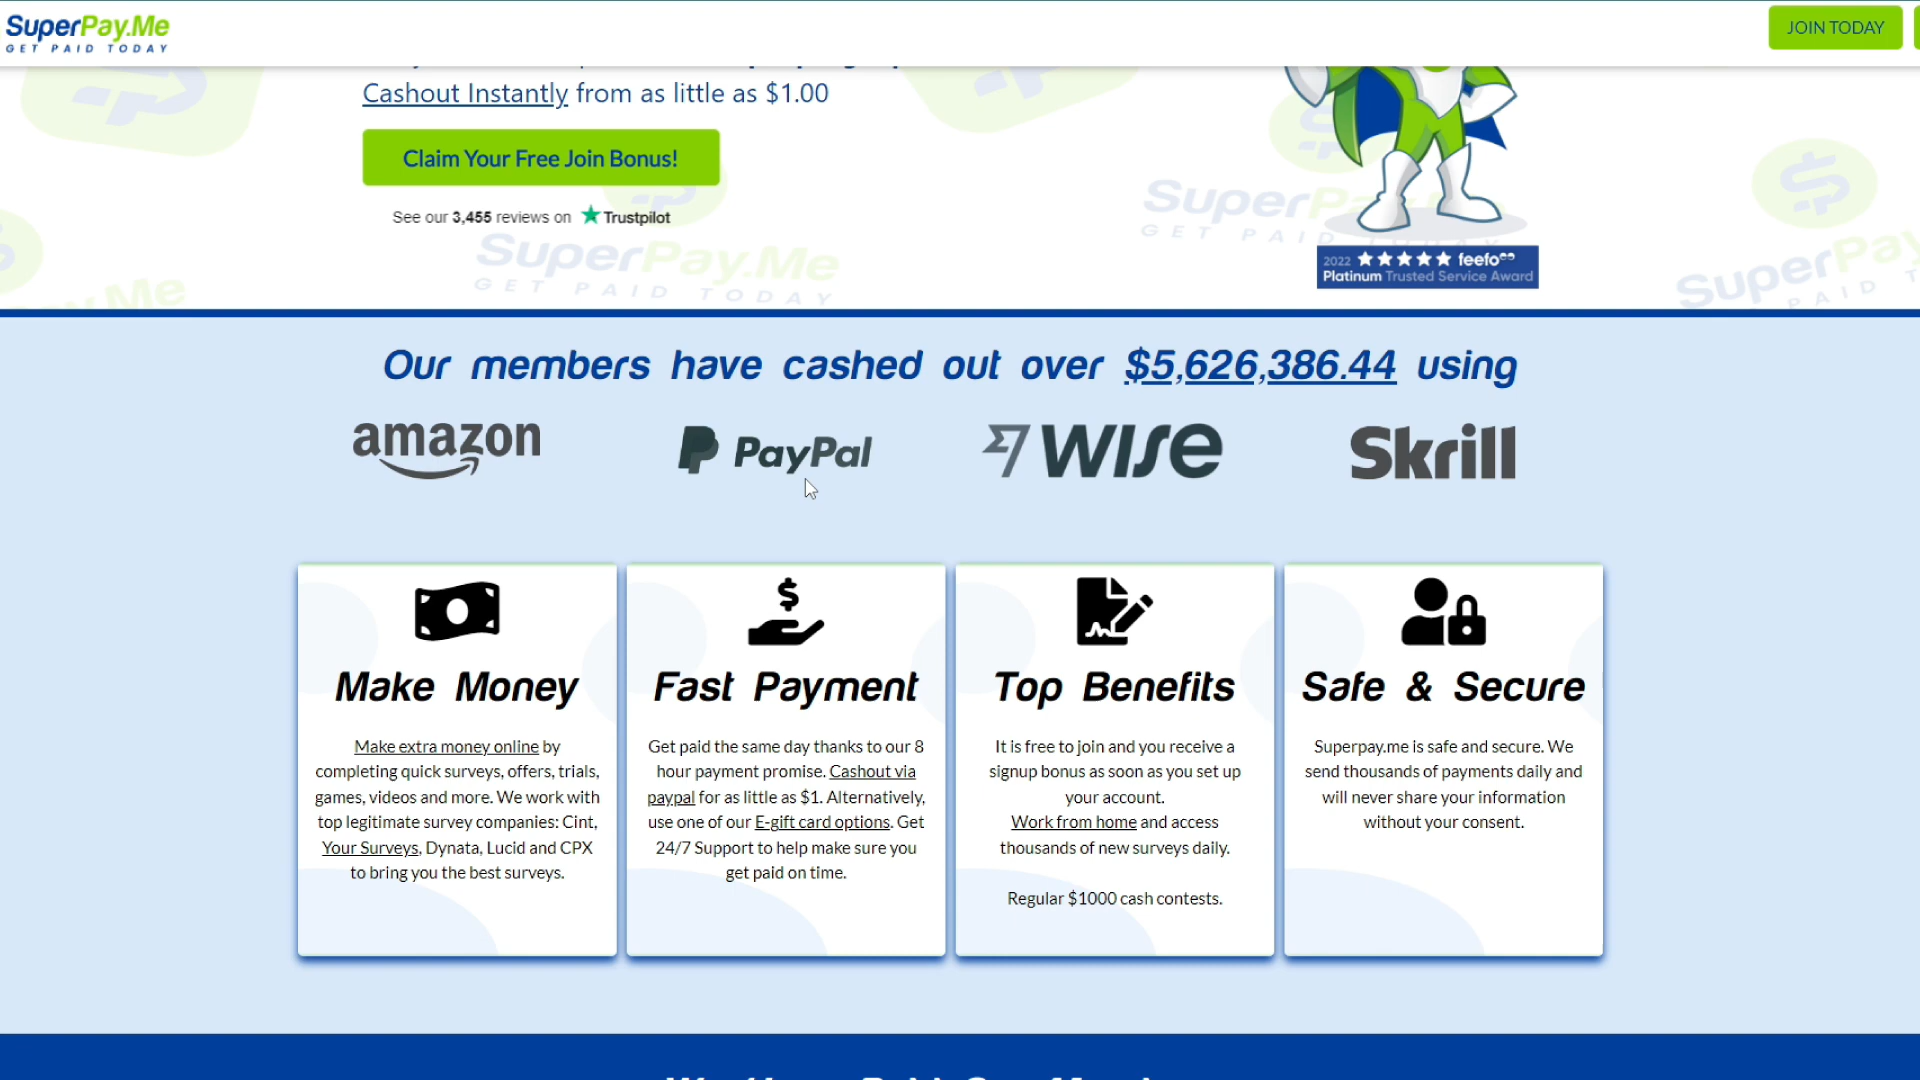 SuperPay.Me
GET PAID TODAY
JOIN TODAY
Cashout Instantly from as little as $1.00
Claim Your Free Join Bonus!
See our 3,455 reviews on Trustpilot
SuperPay.Me
GET PAID TODAY
2022 feefo
Platinum Trusted Service Award
Our members have cashed out over $5,626,386.44 using
amazon
PayPal
WISE
Skrill
Make Money
Make extra money online by
completing quick surveys, offers, trials,
games, videos and more. We work with
top legitimate survey companies: Cint,
Your Surveys, Dynata, Lucid and CPX
to bring you the best surveys.
Fast Payment
Get paid the same day thanks to our 8
hour payment promise. Cashout via
paypal for as little as $1. Alternatively,
use one of our E-gift card options. Get
24/7 Support to help make sure you
get paid on time.
Top Benefits
It is free to join and you receive a
signup bonus as soon as you set up
your account.
Work from home and access
thousands of new surveys daily.
Regular $1000 cash contests.
Safe & Secure
Superpay.me is safe and secure. We
send thousands of payments daily and
will never share your information
without your consent.